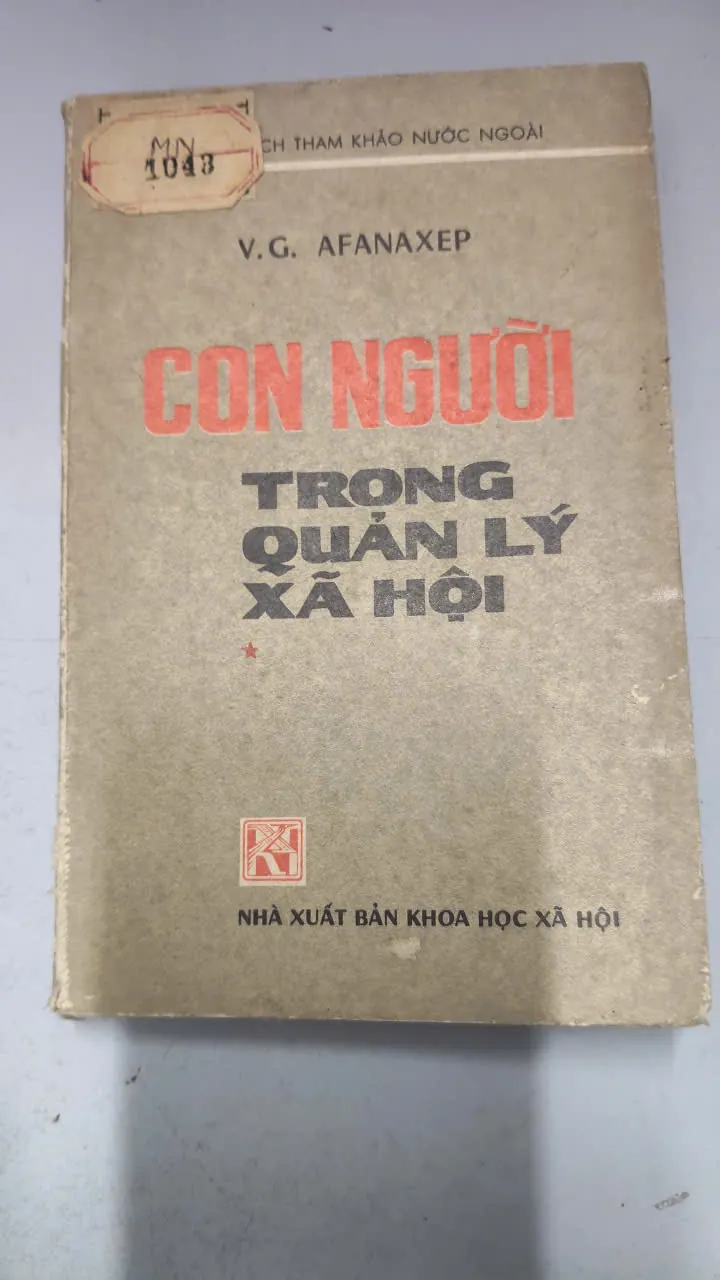 MN
1043
CH THAM KHẢO NƯỚC NGOÀI
V.G. AFANAXEP
CON NGƯỜI
TRONG
QUẢN LÝ
XÃ HỘI
NHÀ XUẤT BẢN KHOA HỌC XÃ HỘI